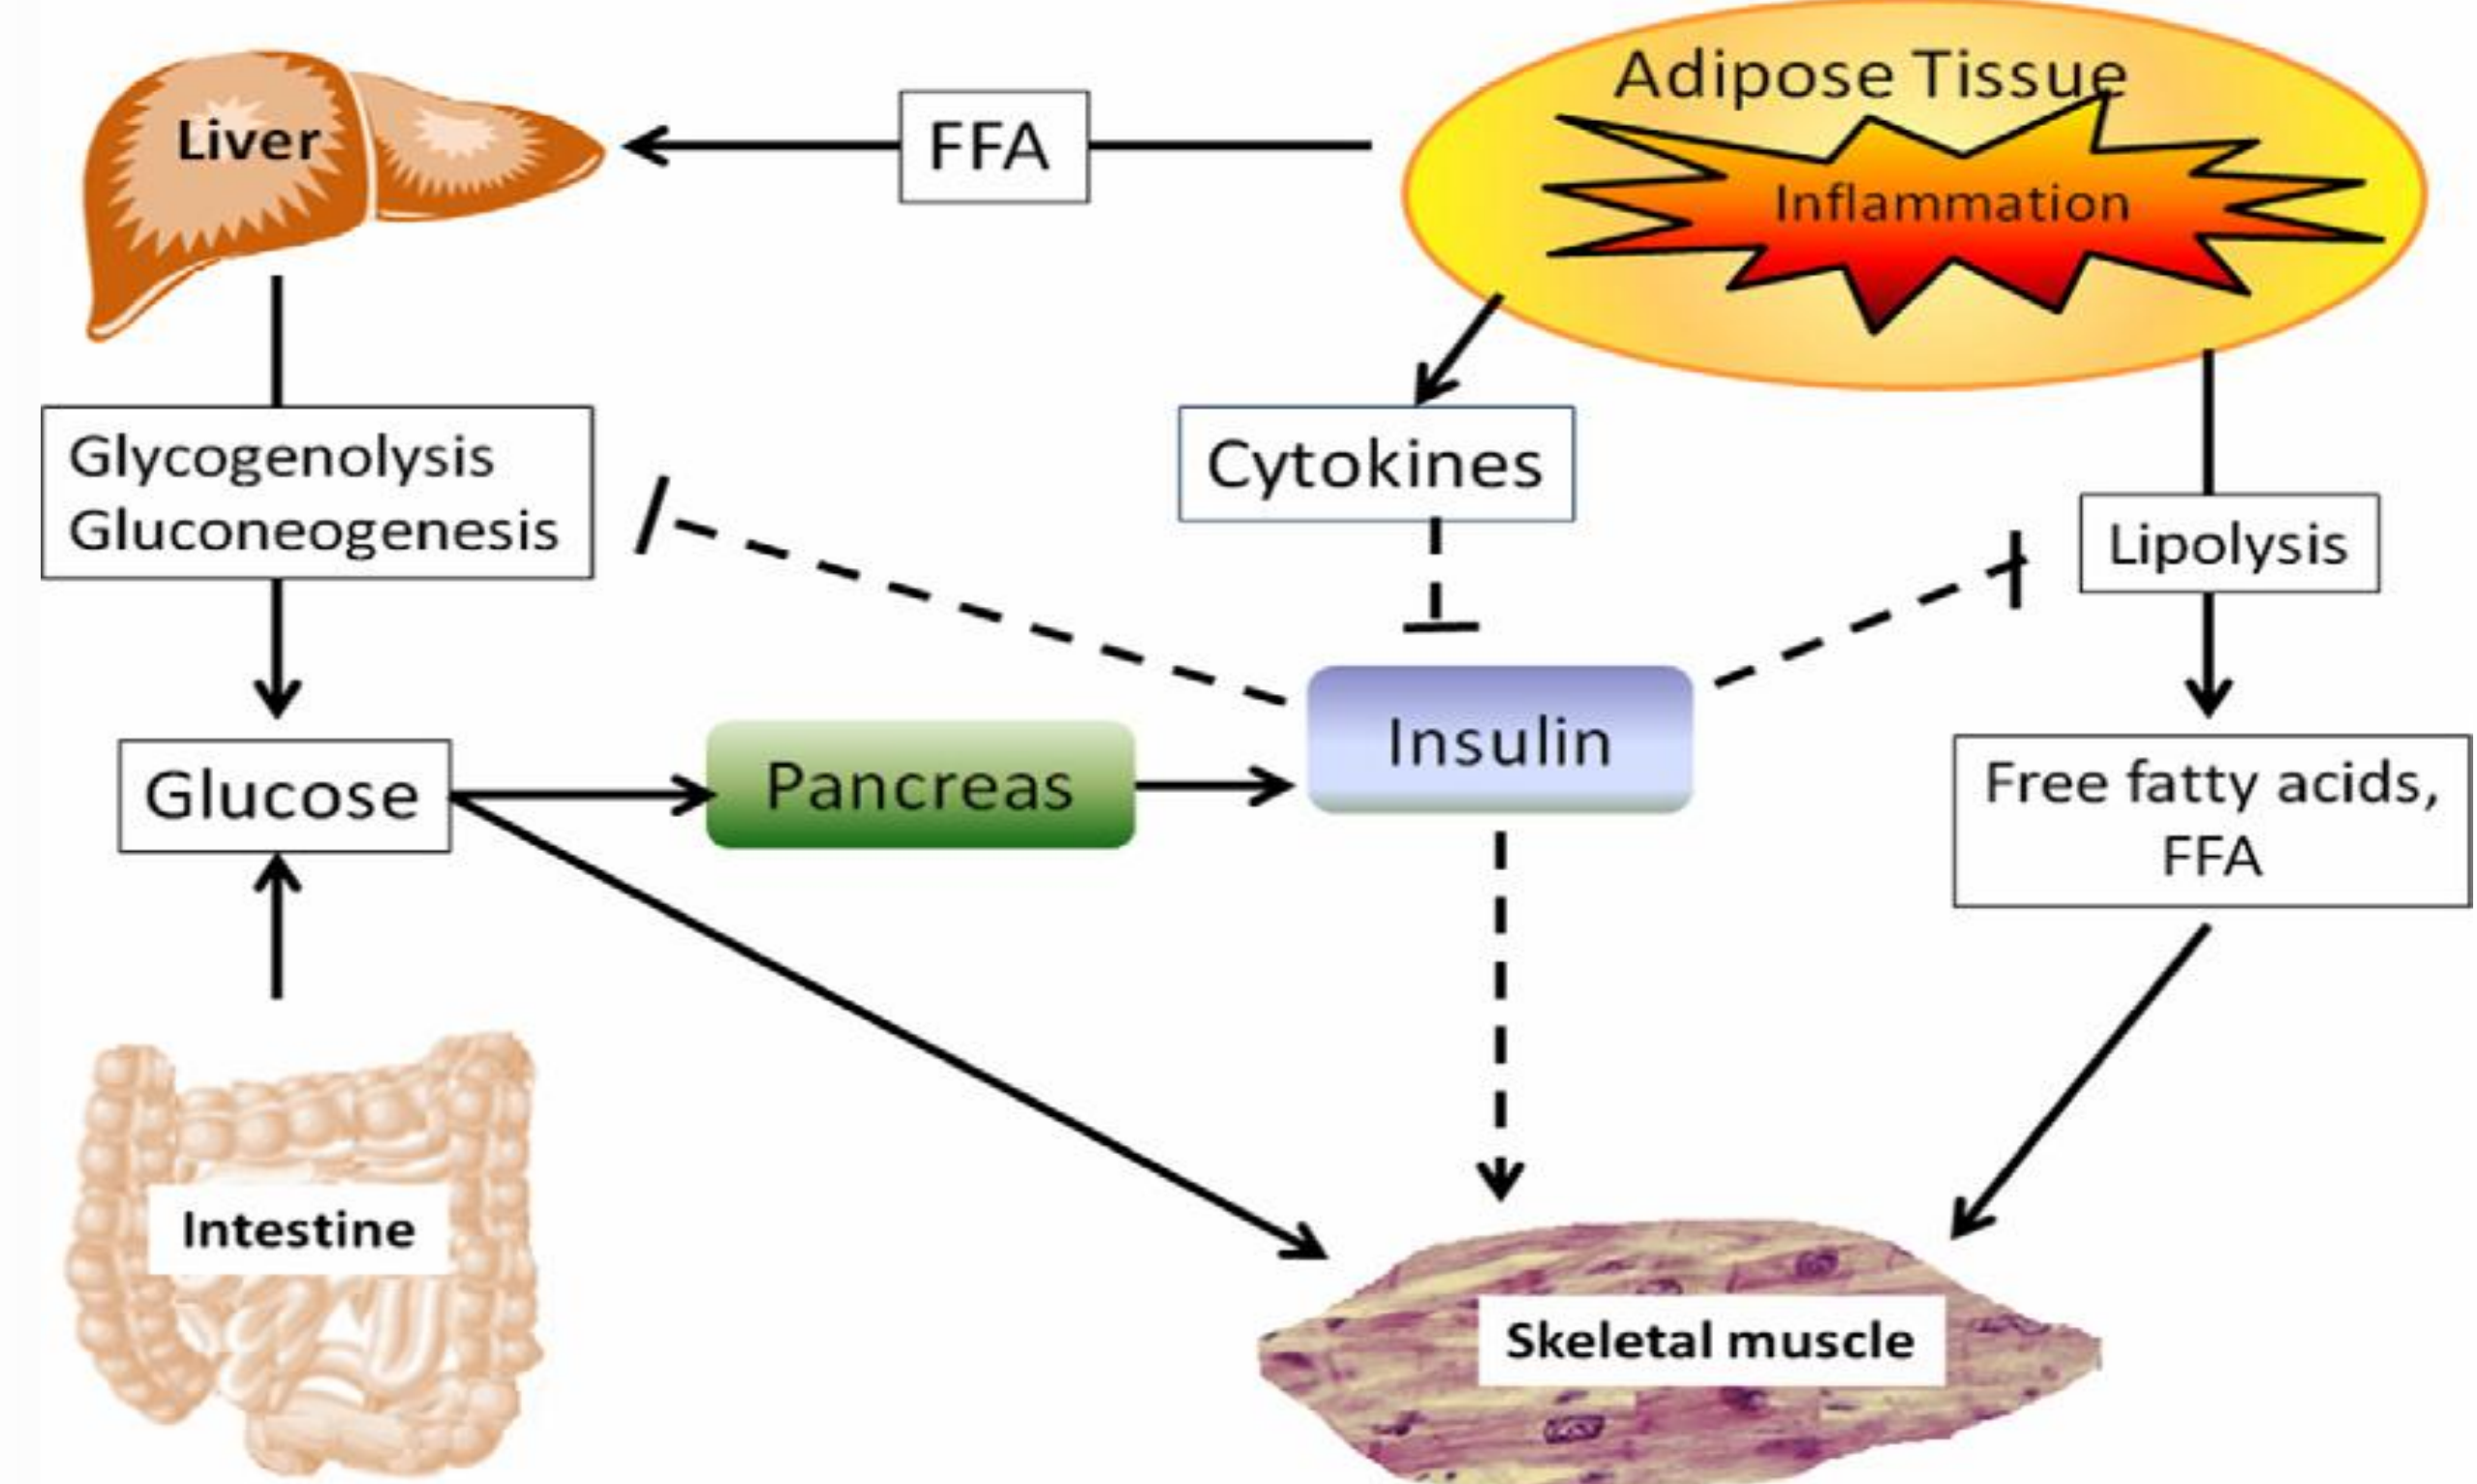 Adipose Tissue
Liver
FFA
Inflammation
Glycogenolysis
Gluconeogenesis
Cytokines
Lipolysis
Glucose
Pancreas
Insulin
Free fatty acids,
FFA
Intestine
Skeletal muscle